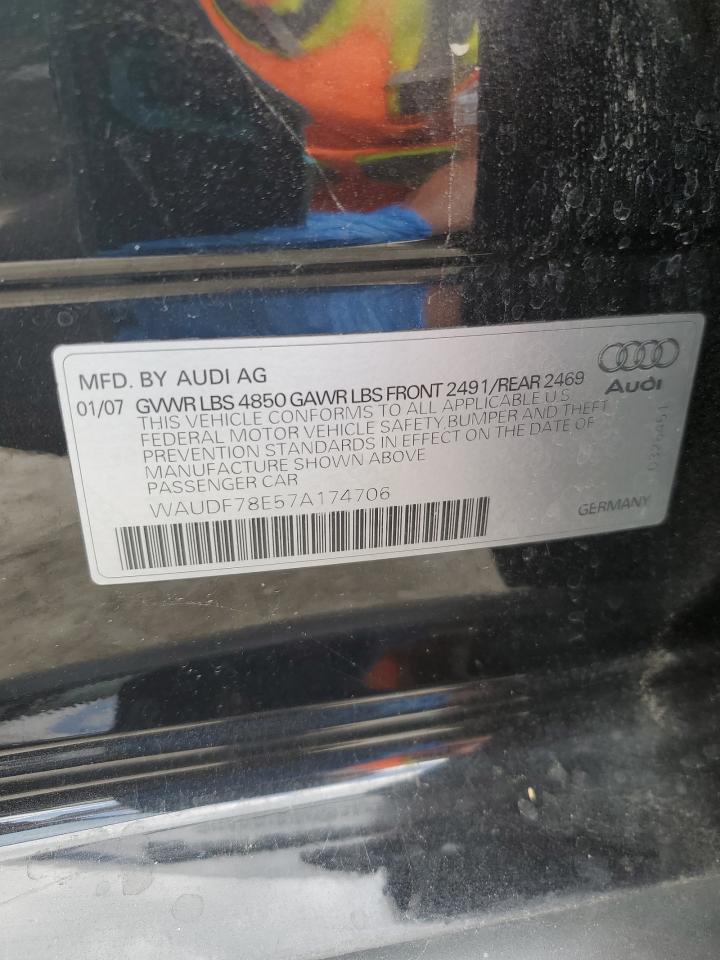 MFD. BY AUDI AG
01/07 GVWR LBS 4850 GAWR LBS FRONT 2491/REAR 2469
THIS VEHICLE CONFORMS TO ALL APPLICABLE U.S.
FEDERAL MOTOR VEHICLE SAFETY,BUMPER AND THEFT
PREVENTION STANDARDS IN EFFECT ON THE DATE OF
MANUFACTURE SHOWN ABOVE
PASSENGER CAR
WAUDF78E57A174706
Audi
GERMANY